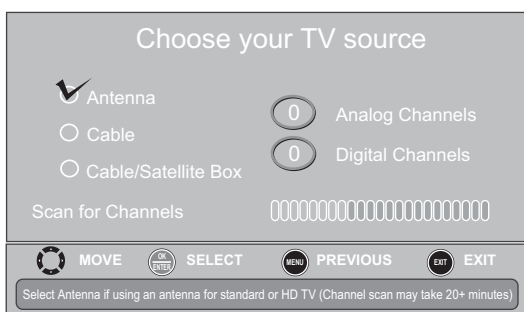 Choose your TV source
Antenna
Cable
Cable/Satellite Box
0 Analog Channels
0 Digital Channels
Scan for Channels
MOVE OK ENTER SELECT MENU PREVIOUS EXIT EXIT
Select Antenna if using an antenna for standard or HD TV (Channel scan may take 20+ minutes)